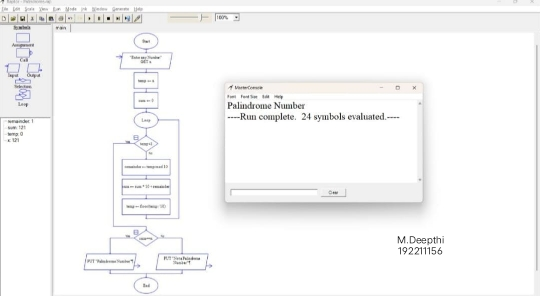 Raptor - Palindrome.rap
File Edit Scale View Run Mode Ink Window Generate Help
100%
Symbols
main
Assignment
Call
Input Output
Selection
Loop
remainder: 1
sum: 121
temp: 0
x: 121
Start
"Enter any Number"
GET x
temp ← x
sum ← 0
Loop
Yes
No
remainder ← temp mod 10
sum ← sum * 10 + remainder
temp ← floor(temp / 10)
Yes
sum=x
No
PUT "Palindrome Number"¶
PUT "Not a Palindrome
Number"¶
End
MasterConsole
Font Font Size Edit Help
Palindrome Number
----Run complete. 24 symbols evaluated.----
Clear
M.Deepthi
192211156